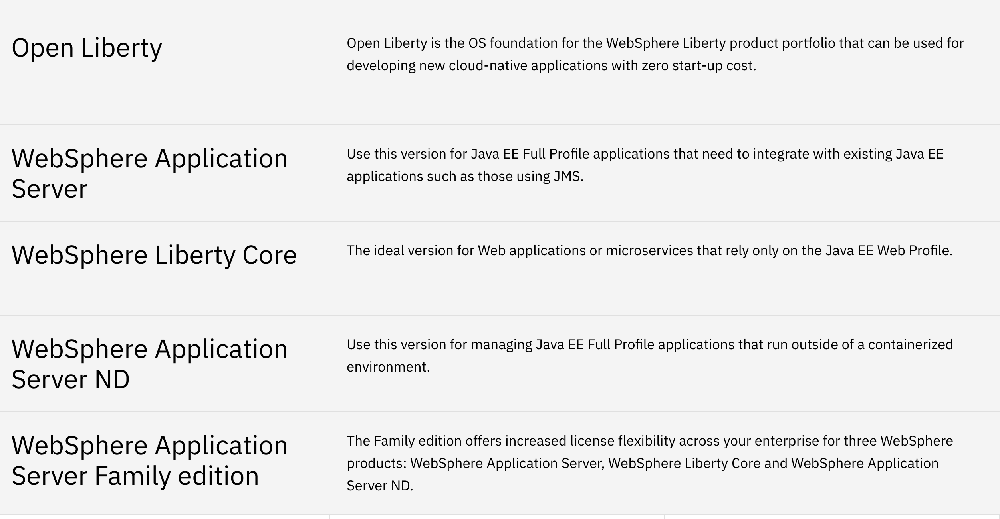 Open Liberty
Open Liberty is the OS foundation for the WebSphere Liberty product portfolio that can be used for
developing new cloud-native applications with zero start-up cost.
WebSphere Application
Server
Use this version for Java EE Full Profile applications that need to integrate with existing Java EE
applications such as those using JMS.
WebSphere Liberty Core
The ideal version for Web applications or microservices that rely only on the Java EE Web Profile.
WebSphere Application
Server ND
Use this version for managing Java EE Full Profile applications that run outside of a containerized
environment.
WebSphere Application
Server Family edition
The Family edition offers increased license flexibility across your enterprise for three WebSphere
products: WebSphere Application Server, WebSphere Liberty Core and WebSphere Application
Server ND.